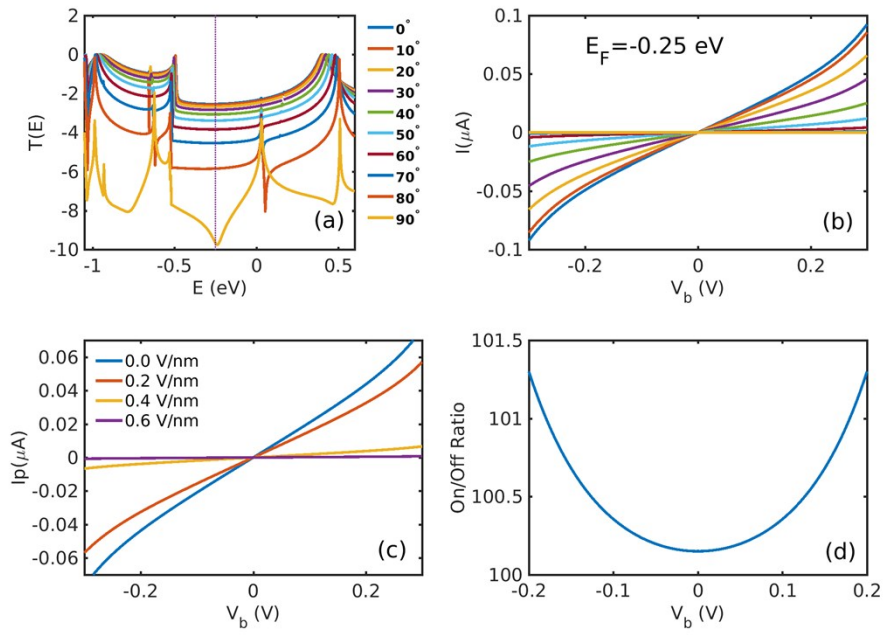 2
0
-2
-4
-6
-8
-10
T(E)
-1
-0.5
0
0.5
E (eV)
(a)
0°
10°
20°
30°
40°
50°
60°
70°
80°
90°
0.1
0.05
0
-0.05
-0.1
I(μA)
E_F=-0.25 eV
(b)
-0.2
0
0.2
V_b (V)
0.06
0.04
0.02
0
-0.02
-0.04
-0.06
Ip(μA)
0.0 V/nm
0.2 V/nm
0.4 V/nm
0.6 V/nm
(c)
-0.2
0
0.2
V_b (V)
101.5
101
100.5
100
On/Off Ratio
(d)
-0.2
-0.1
0
0.1
0.2
V_b (V)